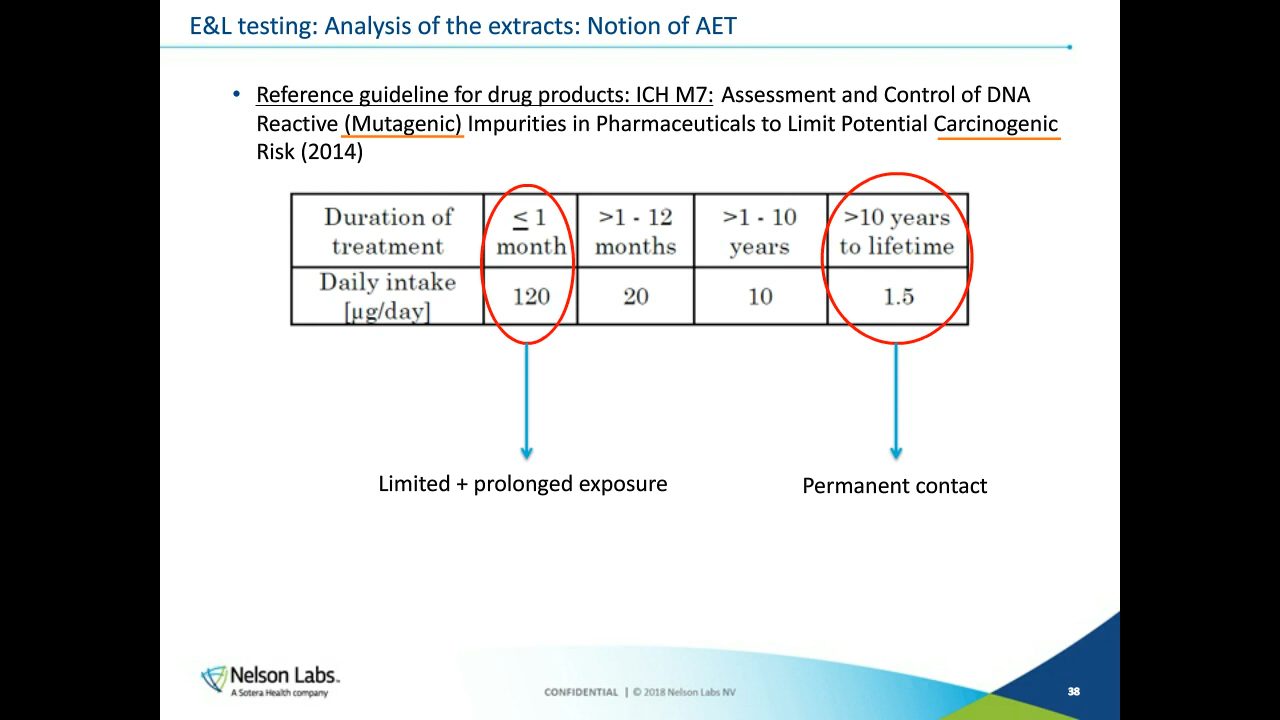 E&L testing: Analysis of the extracts: Notion of AET
• Reference guideline for drug products: ICH M7: Assessment and Control of DNA
Reactive (Mutagenic) Impurities in Pharmaceuticals to Limit Potential Carcinogenic
Risk (2014)
Duration of treatment ≤ 1 month >1 - 12 months >1 - 10 years >10 years to lifetime
Daily intake [µg/day] 120 20 10 1.5
Limited + prolonged exposure
Permanent contact
Nelson Labs™
A Sotera Health company
CONFIDENTIAL | © 2018 Nelson Labs NV
38